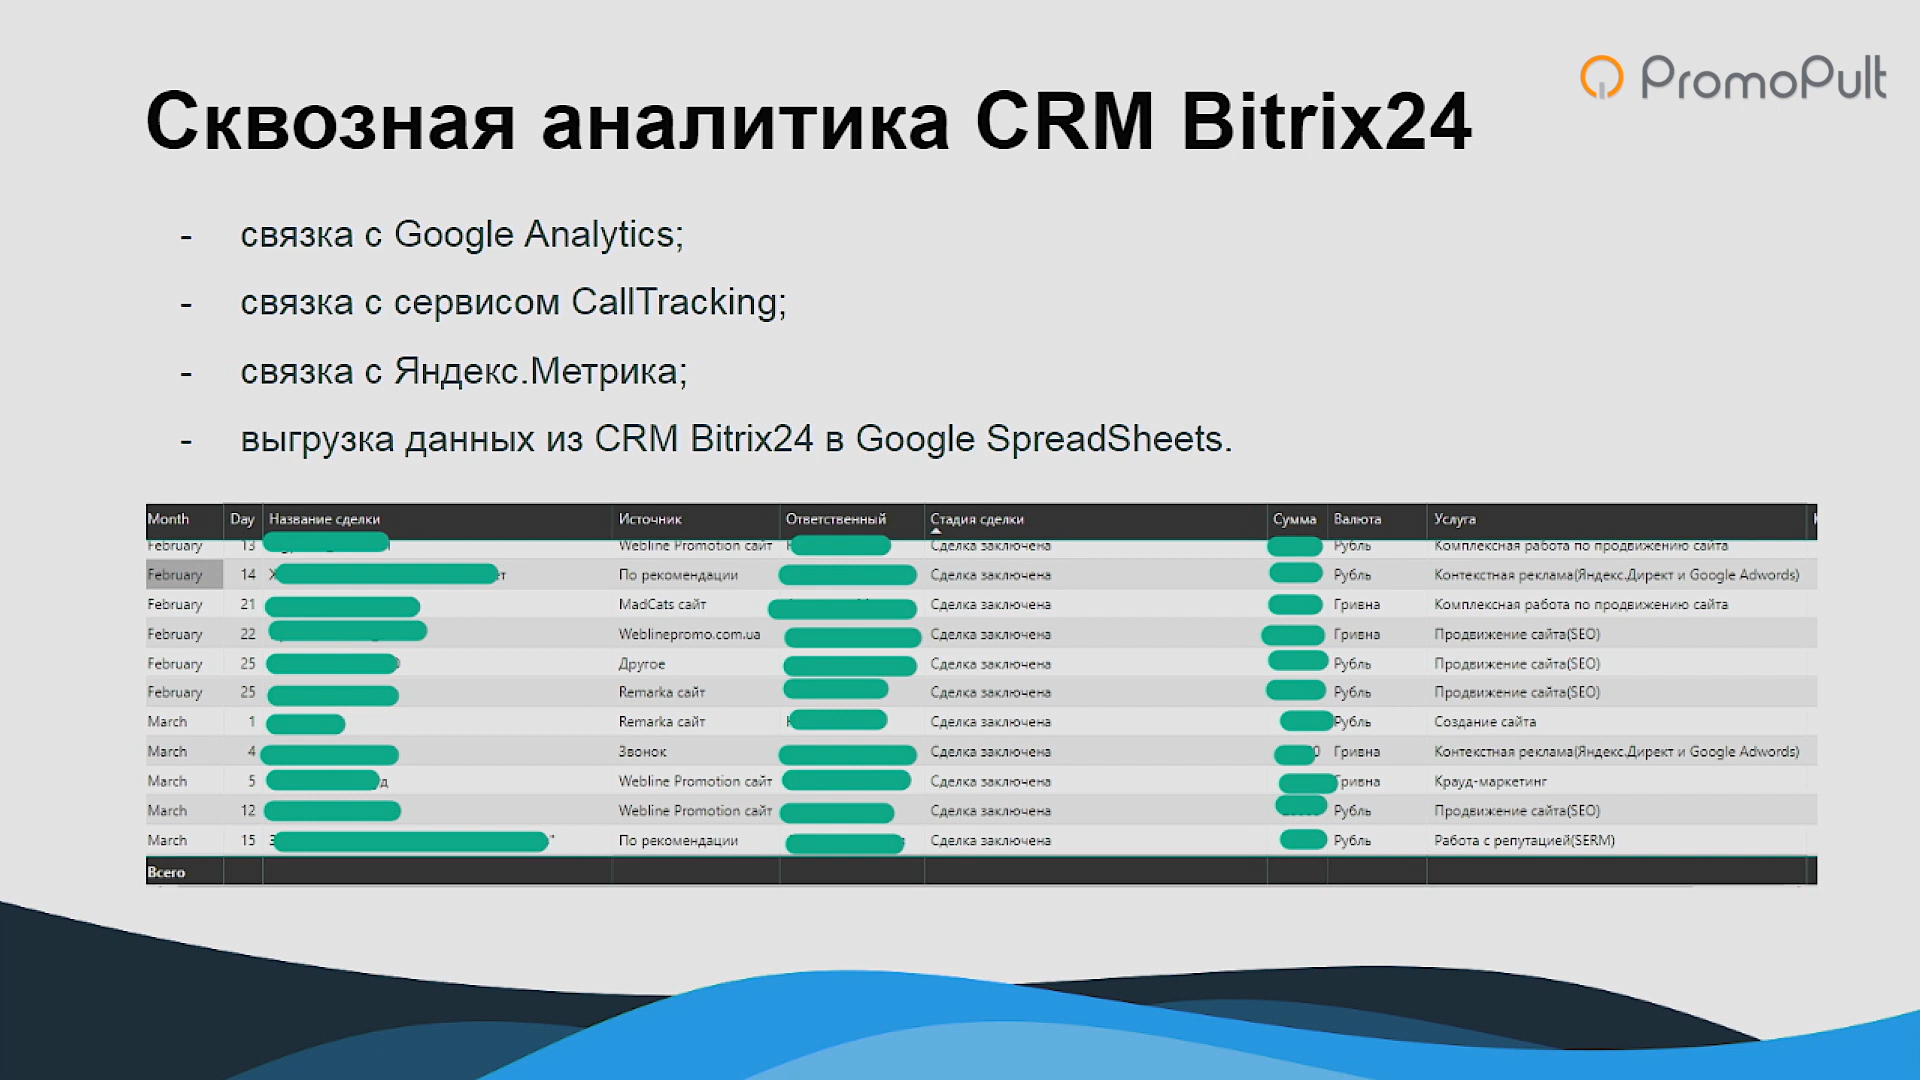 PromoPult
Сквозная аналитика CRM Bitrix24
- связка с Google Analytics;
- связка с сервисом CallTracking;
- связка с Яндекс.Метрика;
- выгрузка данных из CRM Bitrix24 в Google SpreadSheets.
Month Day Название сделки Источник Ответственный Стадия сделки Сумма Валюта Услуга
February 13 Webline Promotion сайт Сделка заключена Рубль Комплексная работа по продвижению сайта
February 14 По рекомендации Сделка заключена Рубль Контекстная реклама(Яндекс.Директ и Google Adwords)
February 21 MadCats сайт Сделка заключена Гривна Комплексная работа по продвижению сайта
February 22 Weblinepromo.com.ua Сделка заключена Гривна Продвижение сайта(SEO)
February 25 Другое Сделка заключена Рубль Продвижение сайта(SEO)
February 25 Remarka сайт Сделка заключена Рубль Продвижение сайта(SEO)
March 1 Remarka сайт Сделка заключена Рубль Создание сайта
March 4 Звонок Сделка заключена Гривна Контекстная реклама(Яндекс.Директ и Google Adwords)
March 5 Webline Promotion сайт Сделка заключена Гривна Крауд-маркетинг
March 12 Webline Promotion сайт Сделка заключена Рубль Продвижение сайта(SEO)
March 15 По рекомендации Сделка заключена Рубль Работа с репутацией(SERM)
Всего